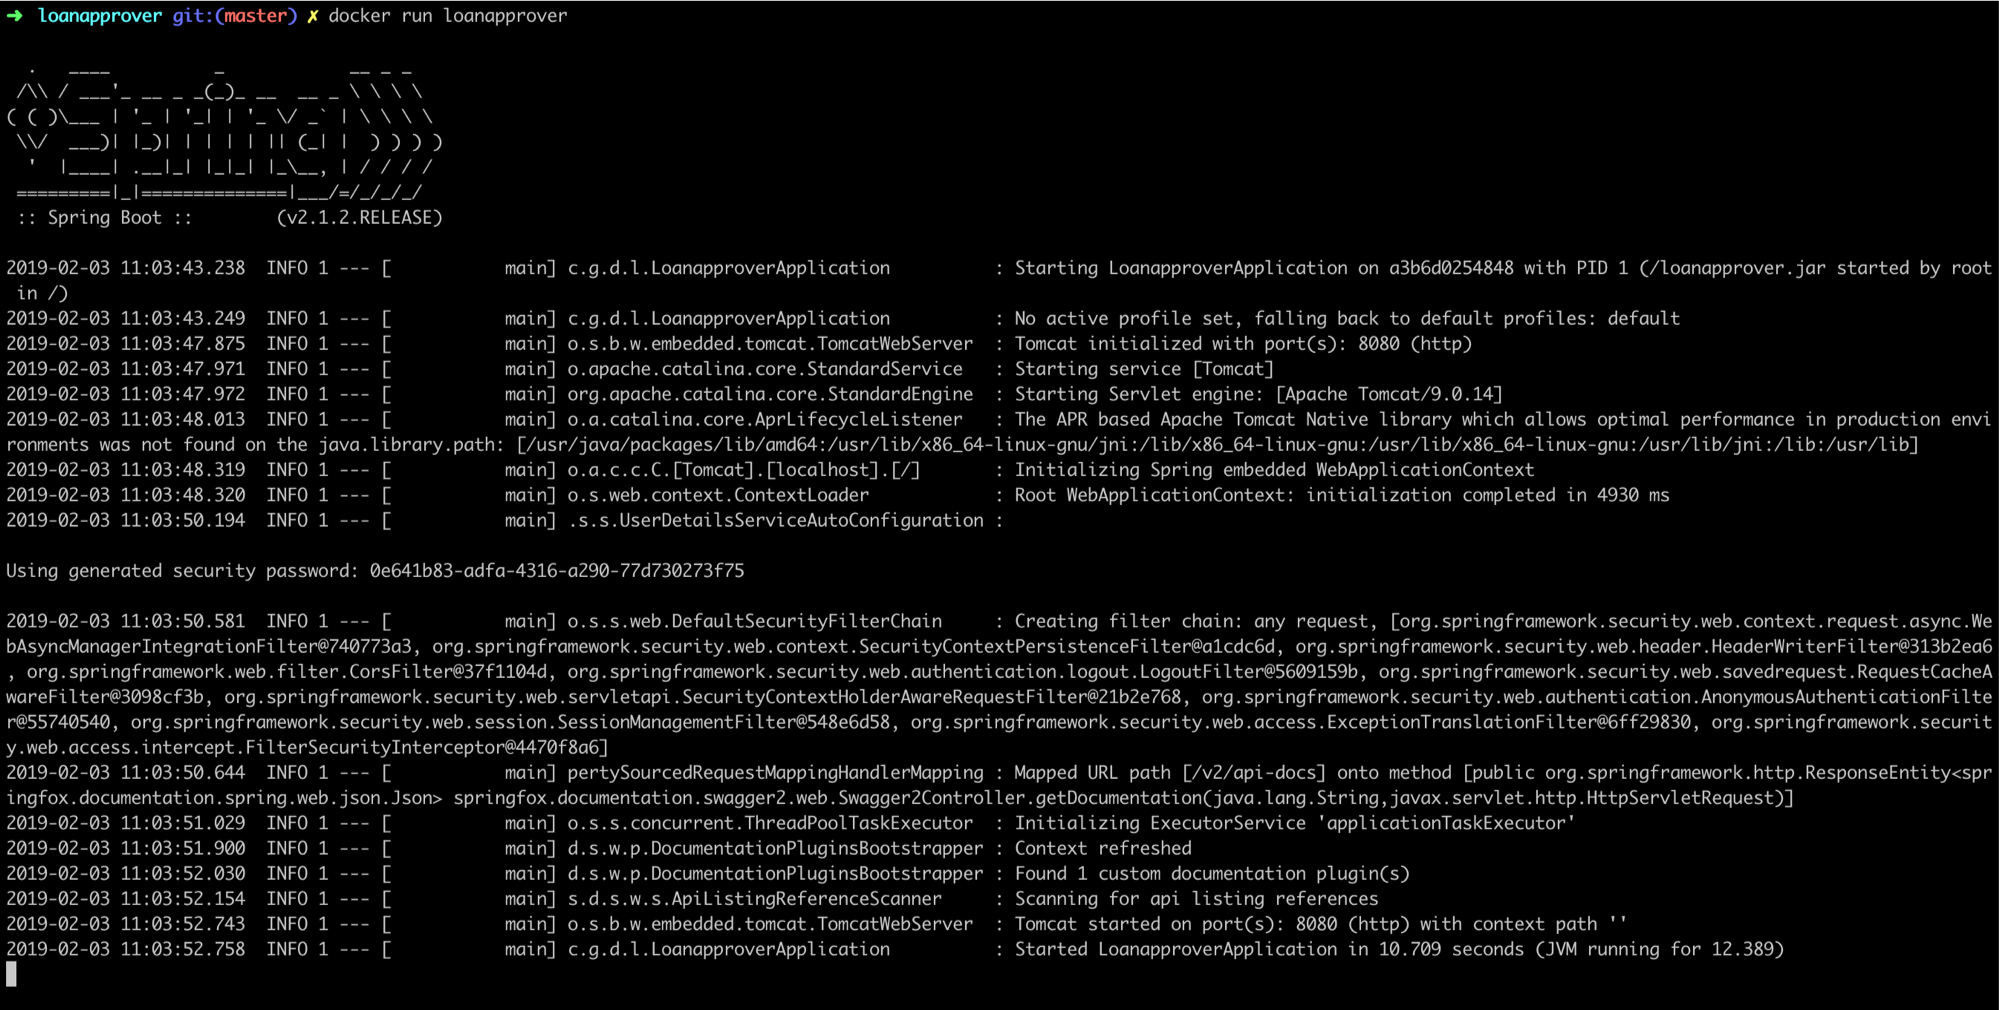 ➜  loanapprover git:(master) ✗ docker run loanapprover

  .   ____          _            __ _ _
 /\\ / ___'_ __ _ _(_)_ __  __ _ \ \ \ \
( ( )\___ | '_ | '_| | '_ \/ _` | \ \ \ \
 \\/  ___)| |_)| | | | | || (_| |  ) ) ) )
  '  |____| .__|_| |_|_| |_\__, | / / / /
 =========|_|==============|___/=/_/_/_/
 :: Spring Boot ::        (v2.1.2.RELEASE)

2019-02-03 11:03:43.238  INFO 1 --- [           main] c.g.d.l.LoanapproverApplication          : Starting LoanapproverApplication on a3b6d0254848 with PID 1 (/loanapprover.jar started by root
 in /)
2019-02-03 11:03:43.249  INFO 1 --- [           main] c.g.d.l.LoanapproverApplication          : No active profile set, falling back to default profiles: default
2019-02-03 11:03:47.875  INFO 1 --- [           main] o.s.b.w.embedded.tomcat.TomcatWebServer  : Tomcat initialized with port(s): 8080 (http)
2019-02-03 11:03:47.971  INFO 1 --- [           main] o.apache.catalina.core.StandardService   : Starting service [Tomcat]
2019-02-03 11:03:47.972  INFO 1 --- [           main] org.apache.catalina.core.StandardEngine  : Starting Servlet engine: [Apache Tomcat/9.0.14]
2019-02-03 11:03:48.013  INFO 1 --- [           main] o.a.catalina.core.AprLifecycleListener   : The APR based Apache Tomcat Native library which allows optimal performance in production envi
ronments was not found on the java.library.path: [/usr/java/packages/lib/amd64:/usr/lib/x86_64-linux-gnu/jni:/lib/x86_64-linux-gnu:/usr/lib/x86_64-linux-gnu:/usr/lib/jni:/lib:/usr/lib]
2019-02-03 11:03:48.319  INFO 1 --- [           main] o.a.c.c.C.[Tomcat].[localhost].[/]       : Initializing Spring embedded WebApplicationContext
2019-02-03 11:03:48.320  INFO 1 --- [           main] o.s.web.context.ContextLoader            : Root WebApplicationContext: initialization completed in 4930 ms
2019-02-03 11:03:50.194  INFO 1 --- [           main] .s.s.UserDetailsServiceAutoConfiguration :

Using generated security password: 0e641b83-adfa-4316-a290-77d730273f75

2019-02-03 11:03:50.581  INFO 1 --- [           main] o.s.s.web.DefaultSecurityFilterChain     : Creating filter chain: any request, [org.springframework.security.web.context.request.async.We
bAsyncManagerIntegrationFilter@740773a3, org.springframework.security.web.context.SecurityContextPersistenceFilter@a1cdc6d, org.springframework.security.web.header.HeaderWriterFilter@313b2ea6
, org.springframework.web.filter.CorsFilter@37f1104d, org.springframework.security.web.authentication.logout.LogoutFilter@5609159b, org.springframework.security.web.savedrequest.RequestCacheA
wareFilter@3098cf3b, org.springframework.security.web.servletapi.SecurityContextHolderAwareRequestFilter@21b2e768, org.springframework.security.web.authentication.AnonymousAuthenticationFilte
r@55740540, org.springframework.security.web.session.SessionManagementFilter@548e6d58, org.springframework.security.web.access.ExceptionTranslationFilter@6ff29830, org.springframework.securit
y.web.access.intercept.FilterSecurityInterceptor@4470f8a6]
2019-02-03 11:03:50.644  INFO 1 --- [           main] pertySourcedRequestMappingHandlerMapping : Mapped URL path [/v2/api-docs] onto method [public org.springframework.http.ResponseEntity<spr
ingfox.documentation.spring.web.json.Json> springfox.documentation.swagger2.web.Swagger2Controller.getDocumentation(java.lang.String,javax.servlet.http.HttpServletRequest)]
2019-02-03 11:03:51.029  INFO 1 --- [           main] o.s.s.concurrent.ThreadPoolTaskExecutor  : Initializing ExecutorService 'applicationTaskExecutor'
2019-02-03 11:03:51.900  INFO 1 --- [           main] d.s.w.p.DocumentationPluginsBootstrapper : Context refreshed
2019-02-03 11:03:52.030  INFO 1 --- [           main] d.s.w.p.DocumentationPluginsBootstrapper : Found 1 custom documentation plugin(s)
2019-02-03 11:03:52.154  INFO 1 --- [           main] s.d.s.w.s.ApiListingReferenceScanner     : Scanning for api listing references
2019-02-03 11:03:52.743  INFO 1 --- [           main] o.s.b.w.embedded.tomcat.TomcatWebServer  : Tomcat started on port(s): 8080 (http) with context path ''
2019-02-03 11:03:52.758  INFO 1 --- [           main] c.g.d.l.LoanapproverApplication          : Started LoanapproverApplication in 10.709 seconds (JVM running for 12.389)